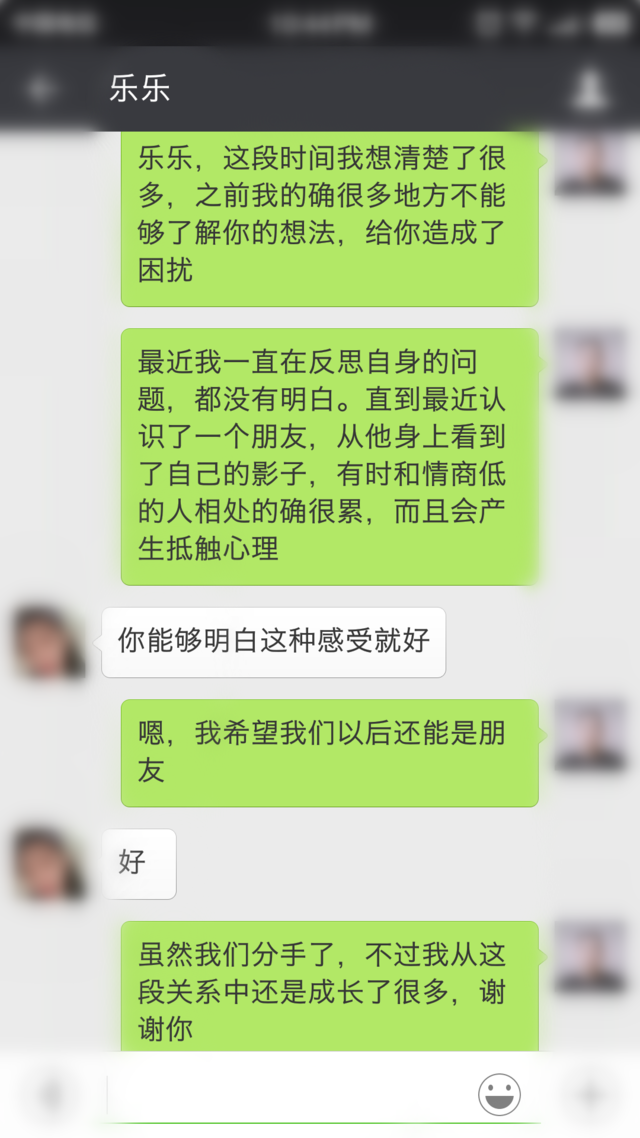 乐乐
乐乐，这段时间我想清楚了很
多，之前我的确很多地方不能
够了解你的想法，给你造成了
困扰
最近我一直在反思自身的问
题，都没有明白。直到最近认
识了一个朋友，从他身上看到
了自己的影子，有时和情商低
的人相处的确很累，而且会产
生抵触心理
你能够明白这种感受就好
嗯，我希望我们以后还能是朋
友
好
虽然我们分手了，不过我从这
段关系中还是成长了很多，谢
谢你